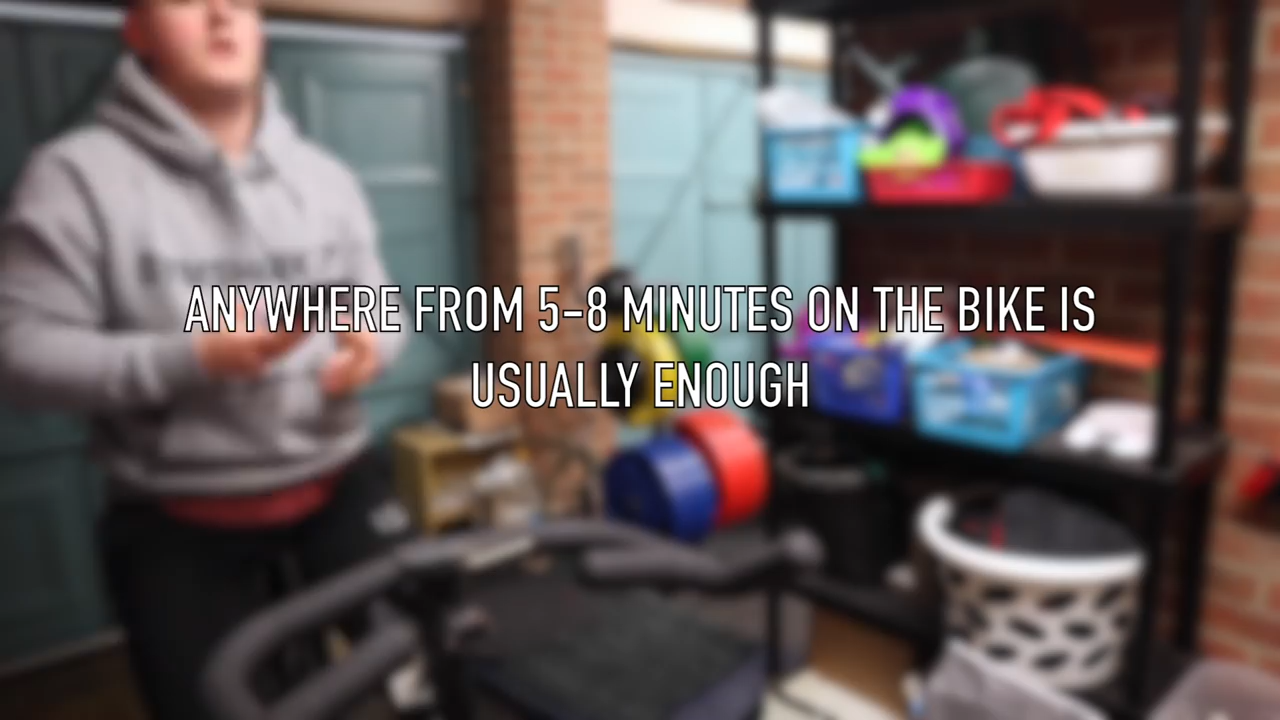 ANYWHERE FROM 5-8 MINUTES ON THE BIKE IS
USUALLY ENOUGH